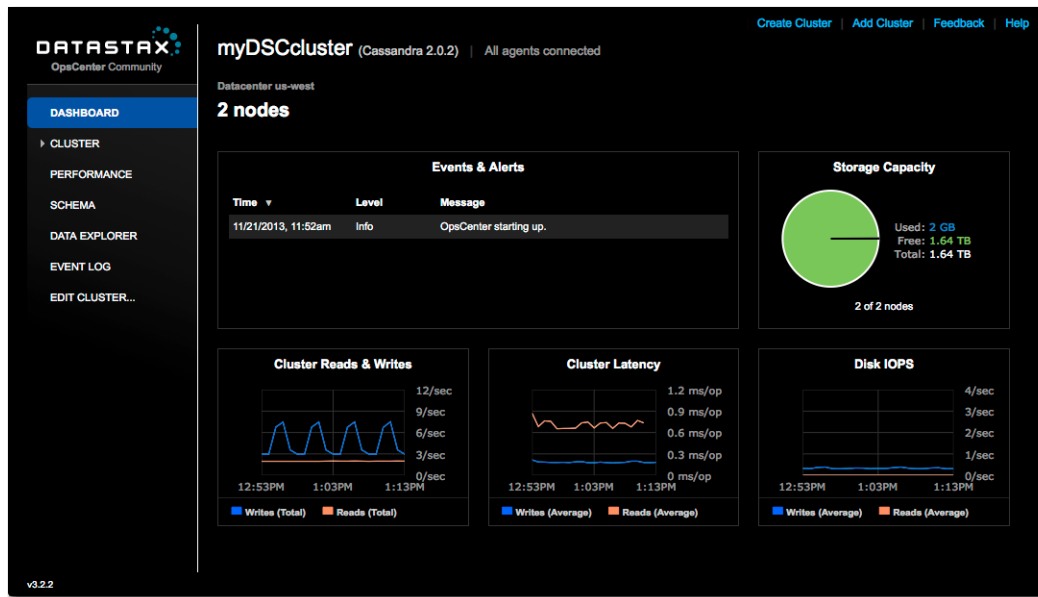 Create Cluster | Add Cluster | Feedback | Help
DATASTAX
OpsCenter Community
myDSCcluster (Cassandra 2.0.2) | All agents connected
Datacenter us-west
2 nodes
DASHBOARD
CLUSTER
PERFORMANCE
SCHEMA
DATA EXPLORER
EVENT LOG
EDIT CLUSTER...
Events & Alerts
Time Level Message
11/21/2013, 11:52am Info OpsCenter starting up.
Storage Capacity
Used: 2 GB
Free: 1.64 TB
Total: 1.64 TB
2 of 2 nodes
Cluster Reads & Writes
12/sec
9/sec
6/sec
3/sec
0/sec
12:53PM 1:03PM 1:13PM
Writes (Total) Reads (Total)
Cluster Latency
1.2 ms/op
0.9 ms/op
0.6 ms/op
0.3 ms/op
0 ms/op
12:53PM 1:03PM 1:13PM
Writes (Average) Reads (Average)
Disk IOPS
4/sec
3/sec
2/sec
1/sec
0/sec
12:53PM 1:03PM 1:13PM
Writes (Average) Reads (Average)
v3.2.2